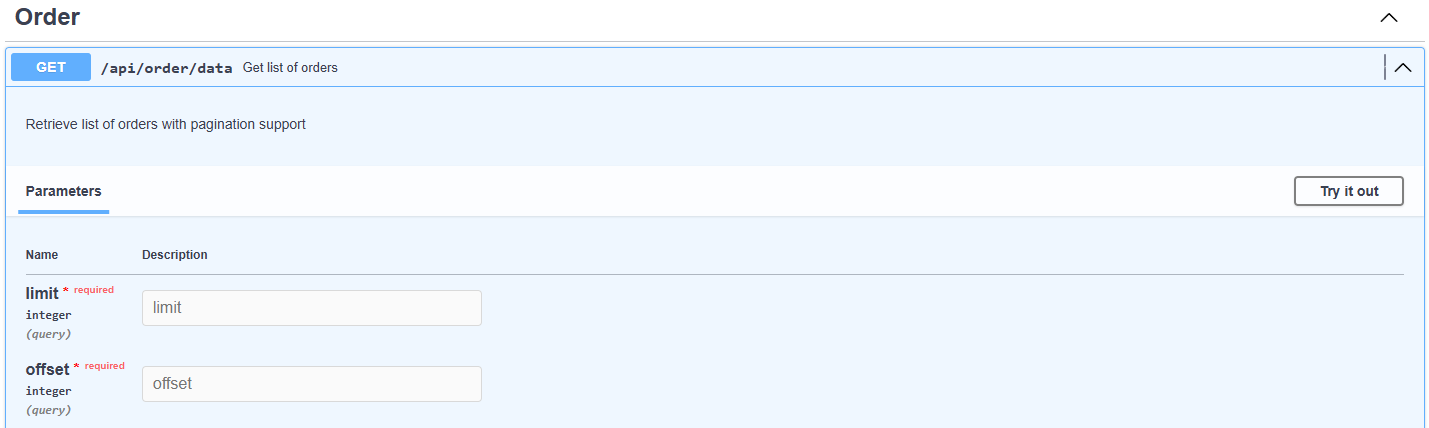 Order
GET /api/order/data Get list of orders
Retrieve list of orders with pagination support
Parameters Try it out
Name Description
limit * required limit
integer
(query)
offset * required offset
integer
(query)